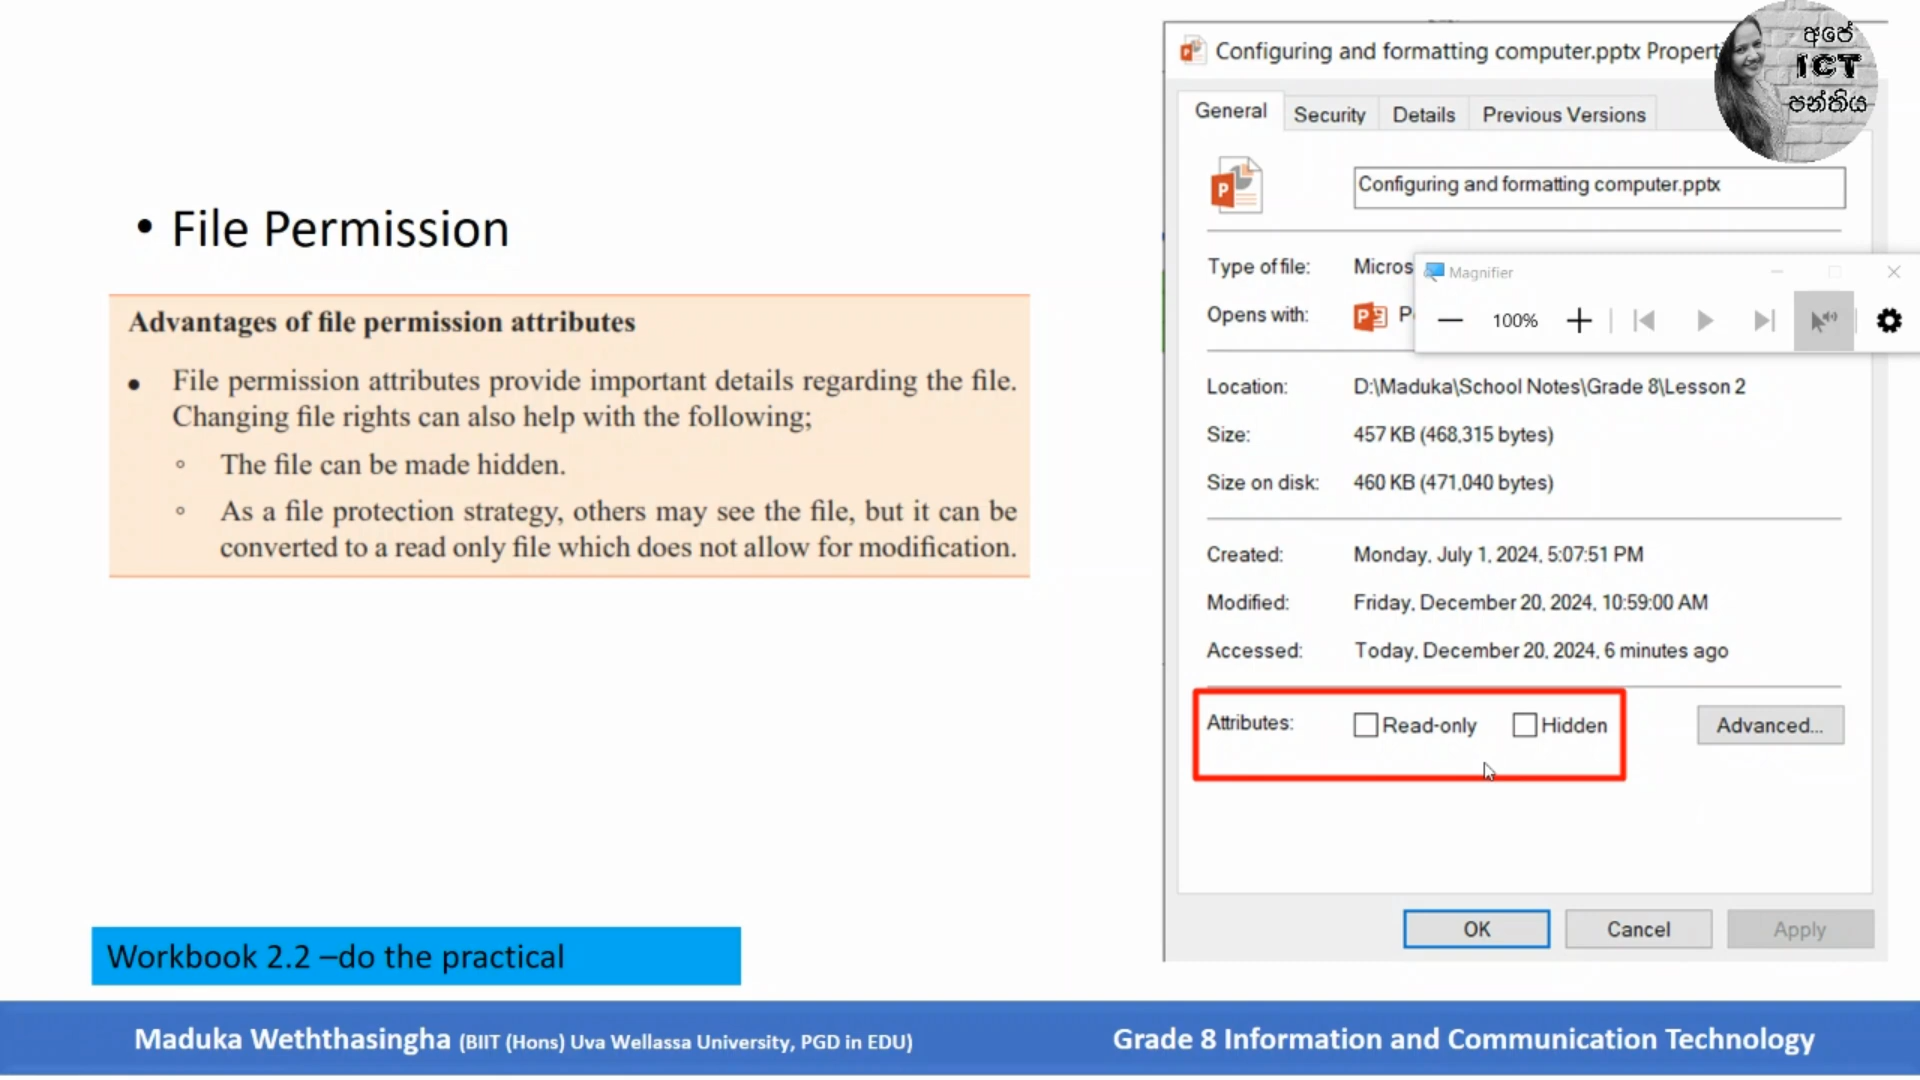 • File Permission
Advantages of file permission attributes
• File permission attributes provide important details regarding the file.
Changing file rights can also help with the following;
◦ The file can be made hidden.
◦ As a file protection strategy, others may see the file, but it can be
converted to a read only file which does not allow for modification.
Workbook 2.2 –do the practical
Configuring and formatting computer.pptx Propert
අපේ
ICT
පන්තිය
General Security Details Previous Versions
Configuring and formatting computer.pptx
Type of file: Micros
Opens with: P
Magnifier
100%
Location: D:\Maduka\School Notes\Grade 8\Lesson 2
Size: 457 KB (468,315 bytes)
Size on disk: 460 KB (471,040 bytes)
Created: Monday, July 1, 2024, 5:07:51 PM
Modified: Friday, December 20, 2024, 10:59:00 AM
Accessed: Today, December 20, 2024, 6 minutes ago
Attributes: Read-only Hidden Advanced...
OK Cancel Apply
Maduka Weththasingha (BIIT (Hons) Uva Wellassa University, PGD in EDU)
Grade 8 Information and Communication Technology